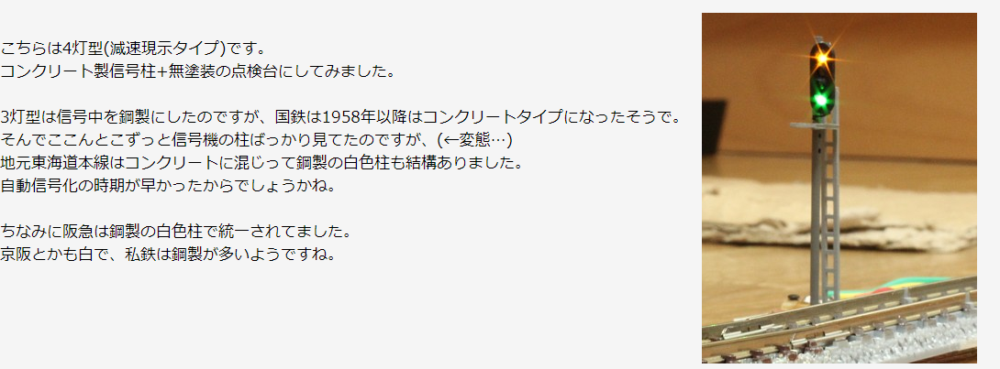 こちらは4灯型(減速現示タイプ)です。
コンクリート製信号柱+無塗装の点検台にしてみました。
3灯型は信号中を鋼製にしたのですが、国鉄は1958年以降はコンクリートタイプになったそうで。
そんでここんとこずっと信号機の柱ばっかり見てたのですが、(←変態…)
地元東海道本線はコンクリートに混じって鋼製の白色柱も結構ありました。
自動信号化の時期が早かったからでしょうかね。
ちなみに阪急は鋼製の白色柱で統一されてました。
京阪とかも白で、私鉄は鋼製が多いようですね。